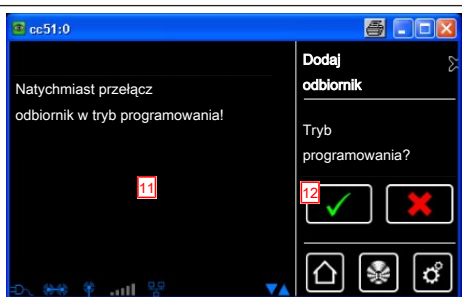 cc51:0
Natychmiast przełącz
odbiornik w tryb programowania!
11
Dodaj
odbiornik
Tryb
programowania?
12